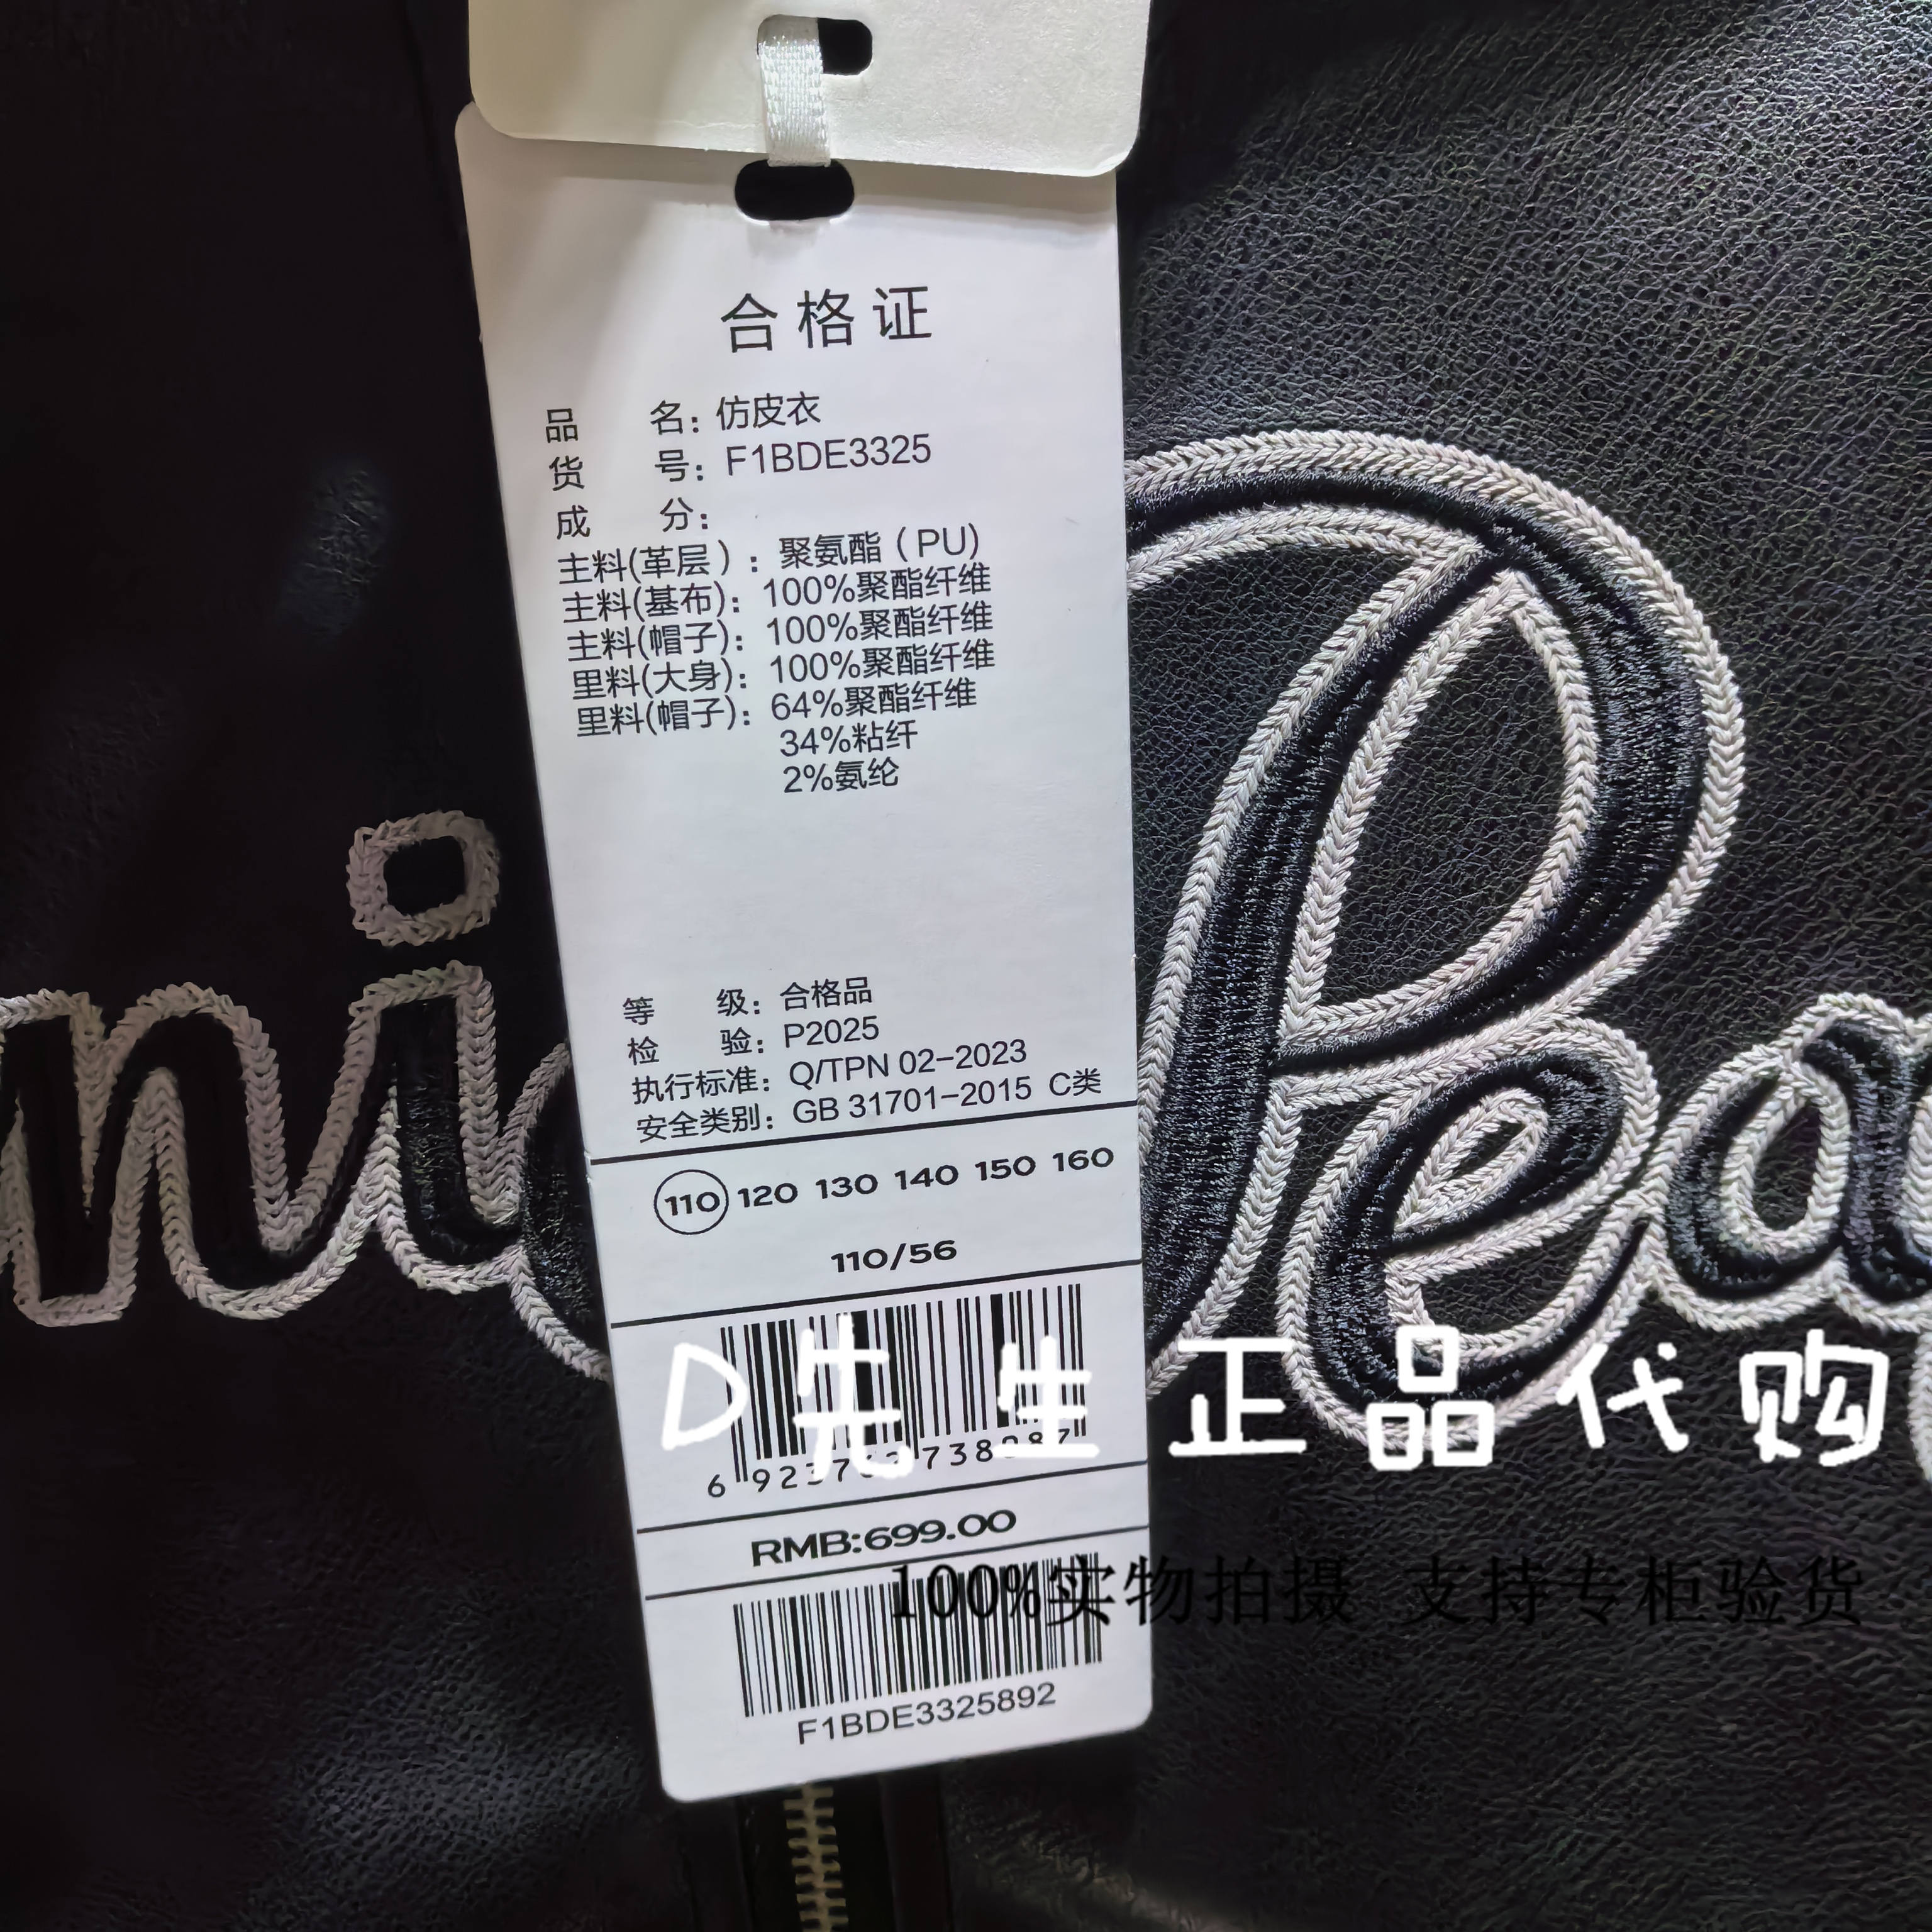 合格证
品 名：仿皮衣
货 号：F1BDE3325
成 分：
主料(革层)：聚氨酯（PU)
主料(基布)：100%聚酯纤维
主料(帽子)：100%聚酯纤维
里料(大身)：100%聚酯纤维
里料(帽子)：64%聚酯纤维
34%粘纤
2%氨纶
等 级：合格品
检 验：P2025
执行标准：Q/TPN 02-2023
安全类别：GB 31701-2015 C类
110 120 130 140 150 160
110/56
D先生正品代购
RMB:699.00
100%实物拍摄 支持专柜验货
F1BDE3325892